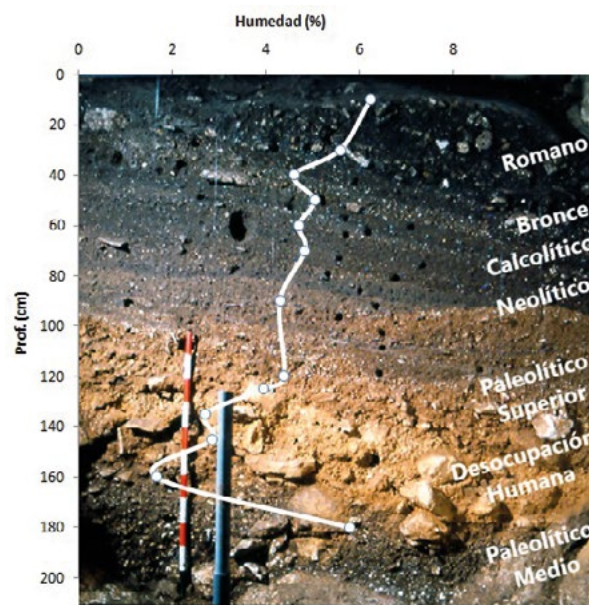 Humedad (%)
0 2 4 6 8
Prof. (cm)
0
20
40
60
80
100
120
140
160
180
200
Romano
Bronce
Calcolítico
Neolítico
Paleolítico
Superior
Desocupación
Humana
Paleolítico
Medio